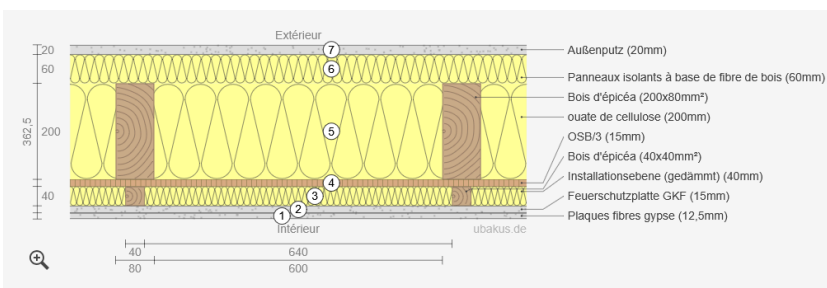 Extérieur
20
60
362,5
200
40
7
6
5
4
3
2
1
Intérieur
ubakus.de
40
640
80
600
Außenputz (20mm)
Panneaux isolants à base de fibre de bois (60mm)
Bois d'épicéa (200x80mm²)
ouate de cellulose (200mm)
OSB/3 (15mm)
Bois d'épicéa (40x40mm²)
Installationsebene (gedämmt) (40mm)
Feuerschutzplatte GKF (15mm)
Plaques fibres gypse (12,5mm)